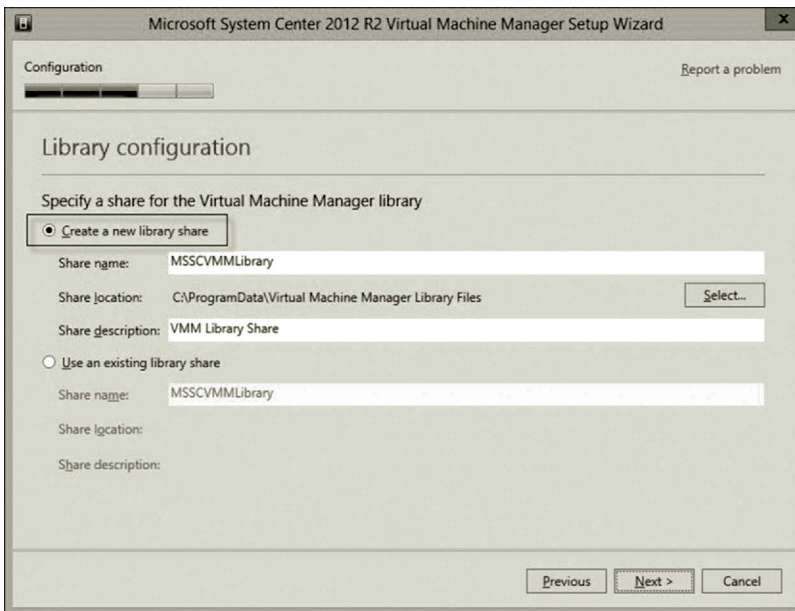 Microsoft System Center 2012 R2 Virtual Machine Manager Setup Wizard
x
Configuration
Report a problem
Library configuration
Specify a share for the Virtual Machine Manager library
Create a new library share
Share name: MSSCVMMLibrary
Share location: C:\ProgramData\Virtual Machine Manager Library Files Select...
Share description: VMM Library Share
Use an existing library share
Share name: MSSCVMMLibrary
Share location:
Share description:
Previous Next > Cancel